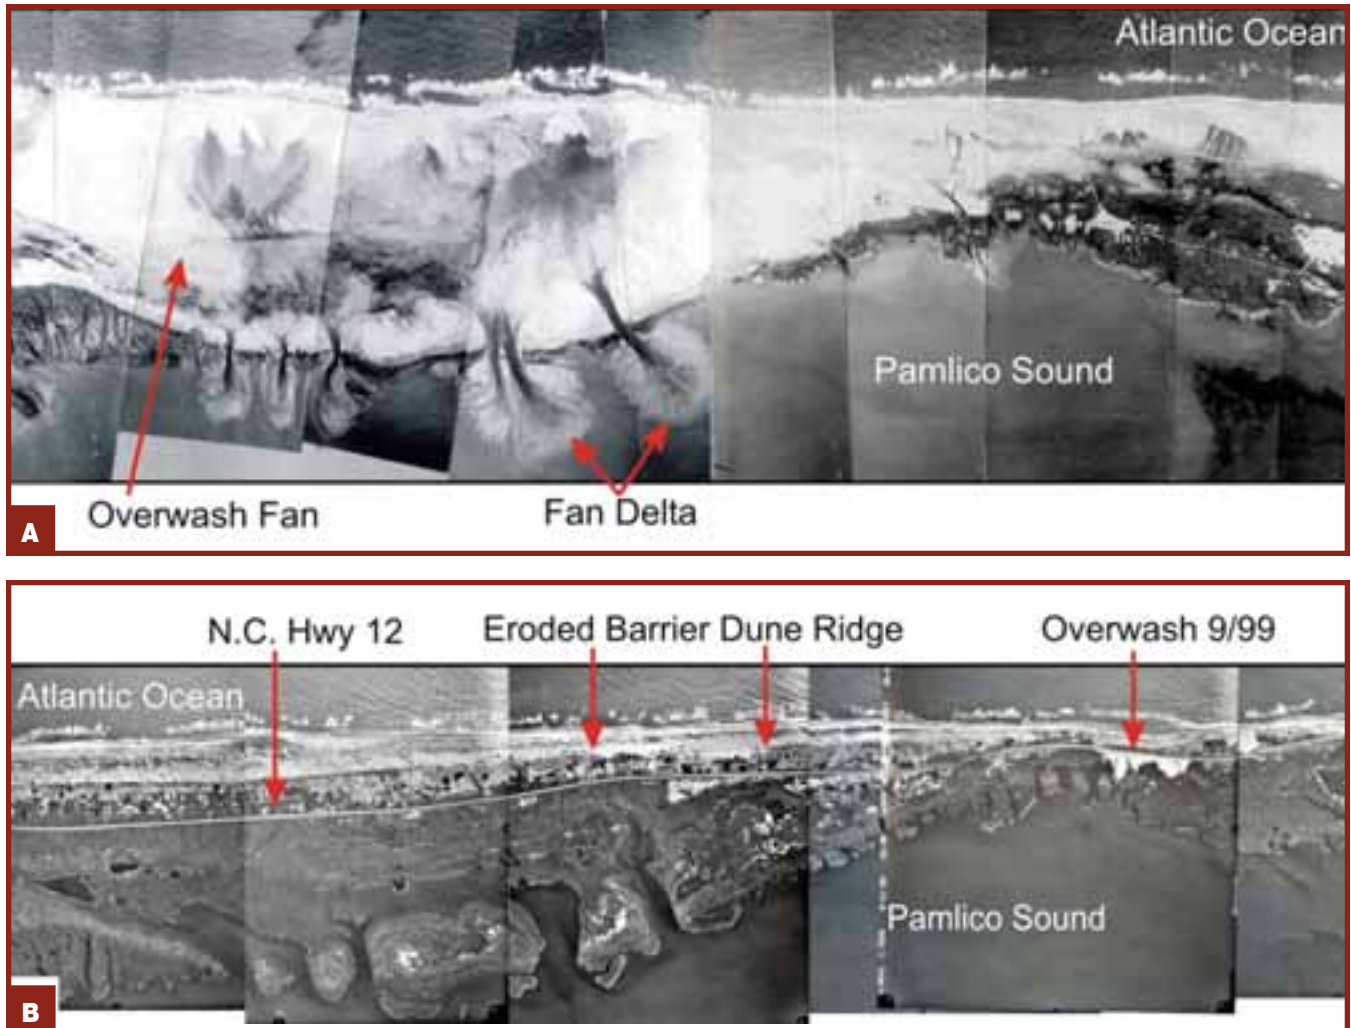 Atlantic Ocean
Pamlico Sound
Overwash Fan
Fan Delta
A
N.C. Hwy 12
Eroded Barrier Dune Ridge
Overwash 9/99
Atlantic Ocean
Pamlico Sound
B